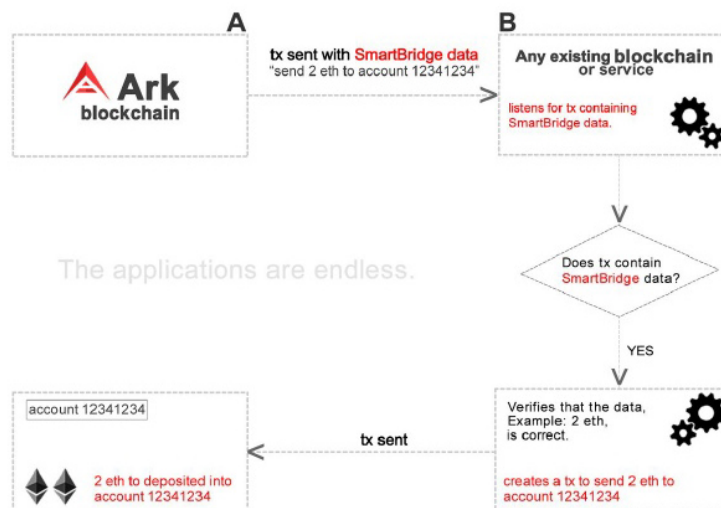 A
B
Ark
blockchain
tx sent with SmartBridge data
“send 2 eth to account 12341234”
Any existing blockchain
or service
listens for tx containing
SmartBridge data.
The applications are endless.
Does tx contain
SmartBridge data?
YES
Verifies that the data,
Example: 2 eth,
is correct.
creates a tx to send 2 eth to
account 12341234
tx sent
account 12341234
2 eth to deposited into
account 12341234